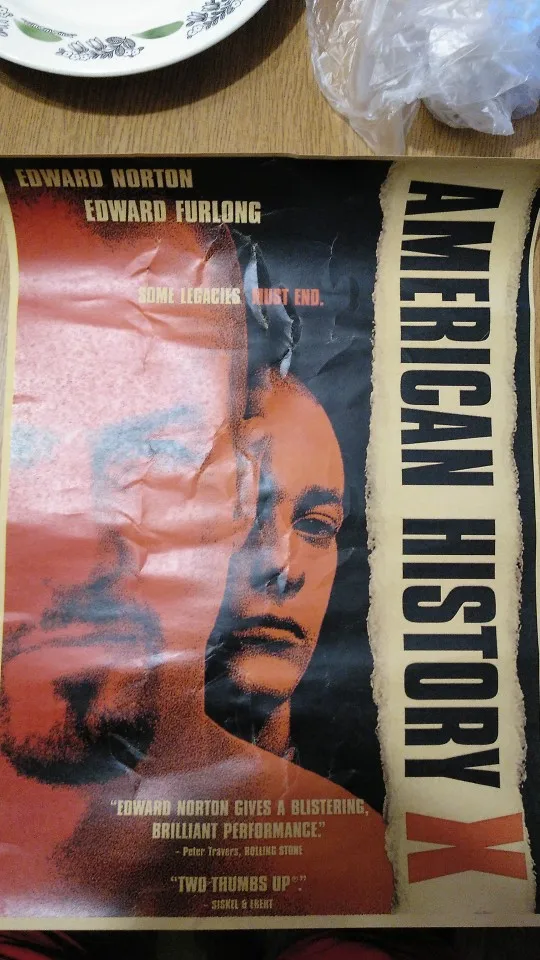 EDWARD NORTON
EDWARD FURLONG
SOME LEGACIES MUST END.
AMERICAN HISTORY X
"EDWARD NORTON GIVES A BLISTERING,
BRILLIANT PERFORMANCE."
- Peter Travers, ROLLING STONE
"TWO THUMBS UP®."
- SISKEL & EBERT